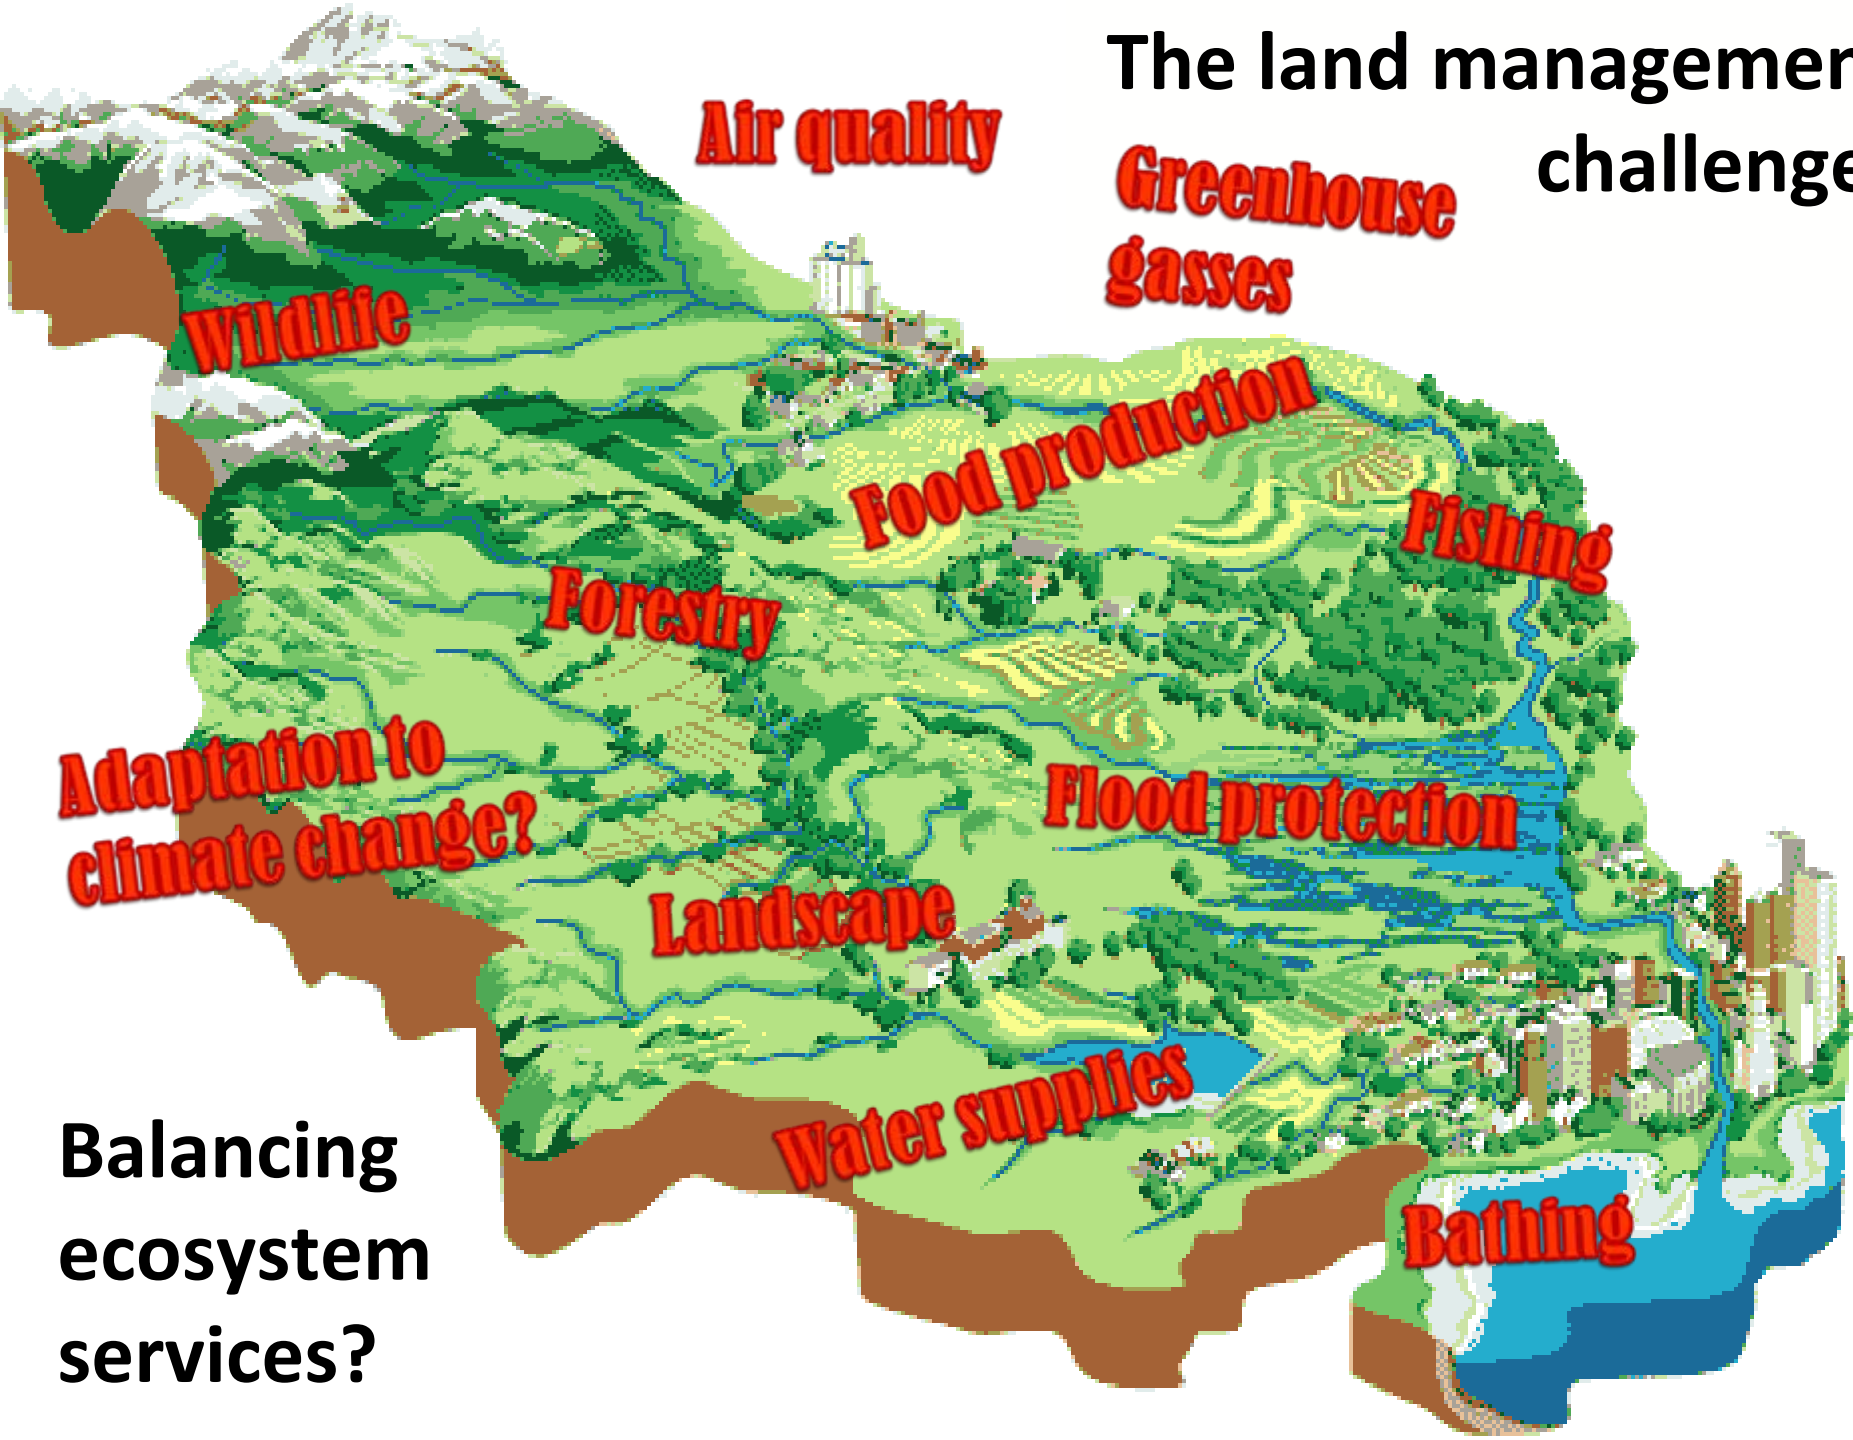 The land managemen
challenge
Air quality
Greenhouse
gasses
Wildlife
Food production
Fishing
Forestry
Adaptation to
climate change?
Flood protection
Landscape
Water supplies
Balancing
ecosystem
services?
Bathing